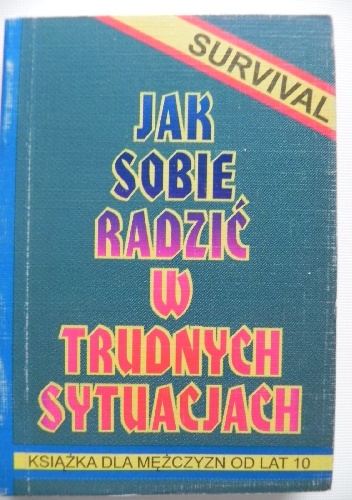 SURVIVAL
JAK
SOBIE
RADZIĆ
W
TRUDNYCH
SYTUACJACH
KSIĄŻKA DLA MĘŻCZYZN OD LAT 10